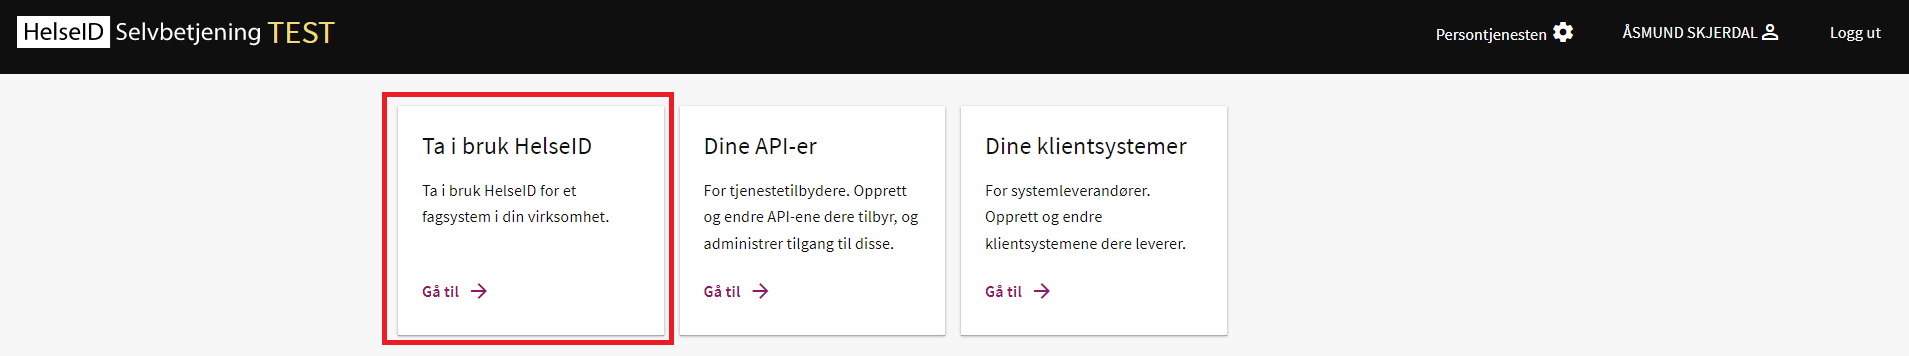 HelseID Selvbetjening TEST
Persontjenesten
ÅSMUND SKJERDAL
Logg ut
Ta i bruk HelseID
Ta i bruk HelseID for et
fagsystem i din virksomhet.
Gå til
Dine API-er
For tjenestetilbydere. Opprett
og endre API-ene dere tilbyr, og
administrer tilgang til disse.
Gå til
Dine klientsystemer
For systemleverandører.
Opprett og endre
klientsystemene dere leverer.
Gå til